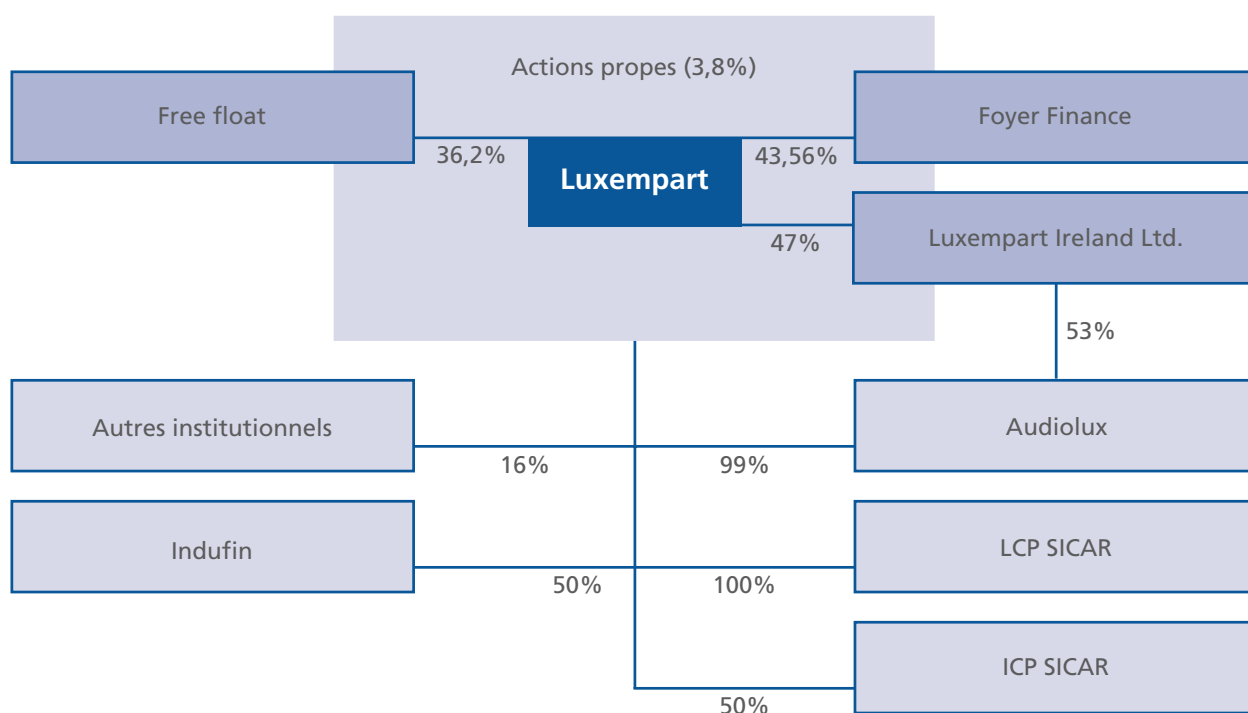 Actions propes (3,8%)
Free float
Foyer Finance
36,2%
43,56%
Luxempart
Luxempart Ireland Ltd.
47%
53%
Autres institutionnels
Audiolux
16%
99%
Indufin
LCP SICAR
50%
100%
ICP SICAR
50%